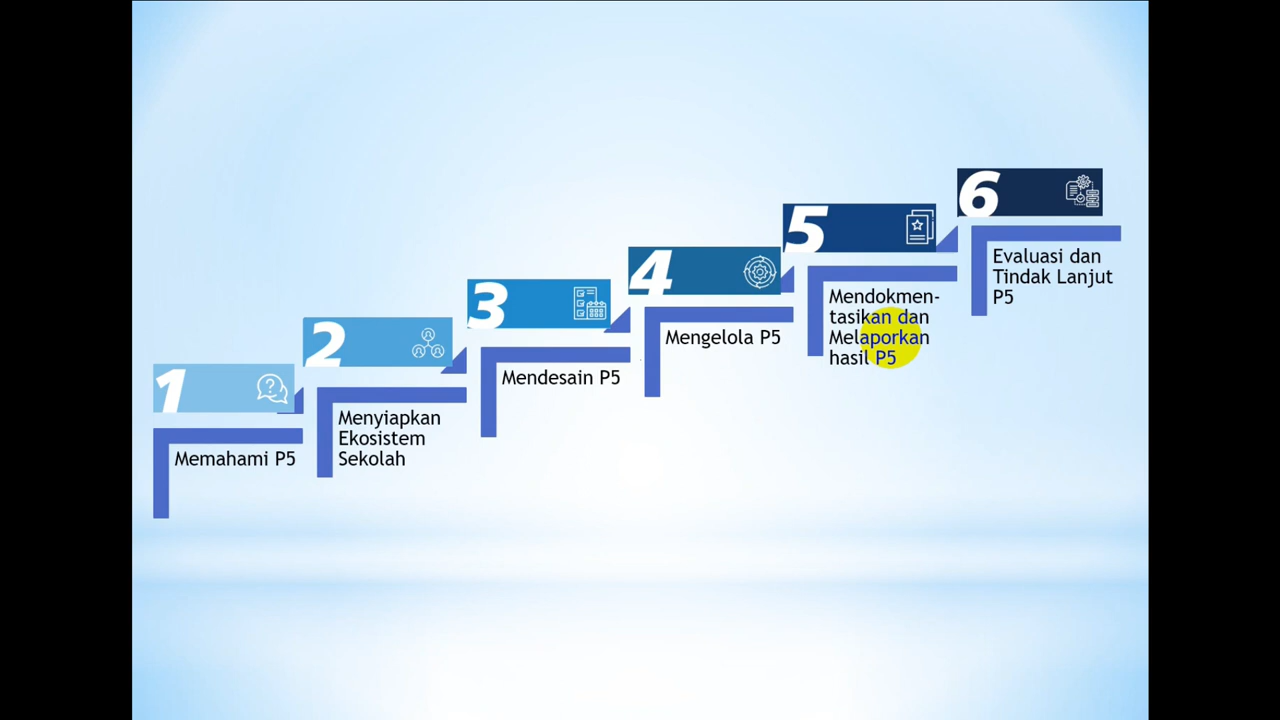 1
Memahami P5
2
Menyiapkan
Ekosistem
Sekolah
3
Mendesain P5
4
Mengelola P5
5
Mendokmen-
tasikan dan
Melaporkan
hasil P5
6
Evaluasi dan
Tindak Lanjut
P5